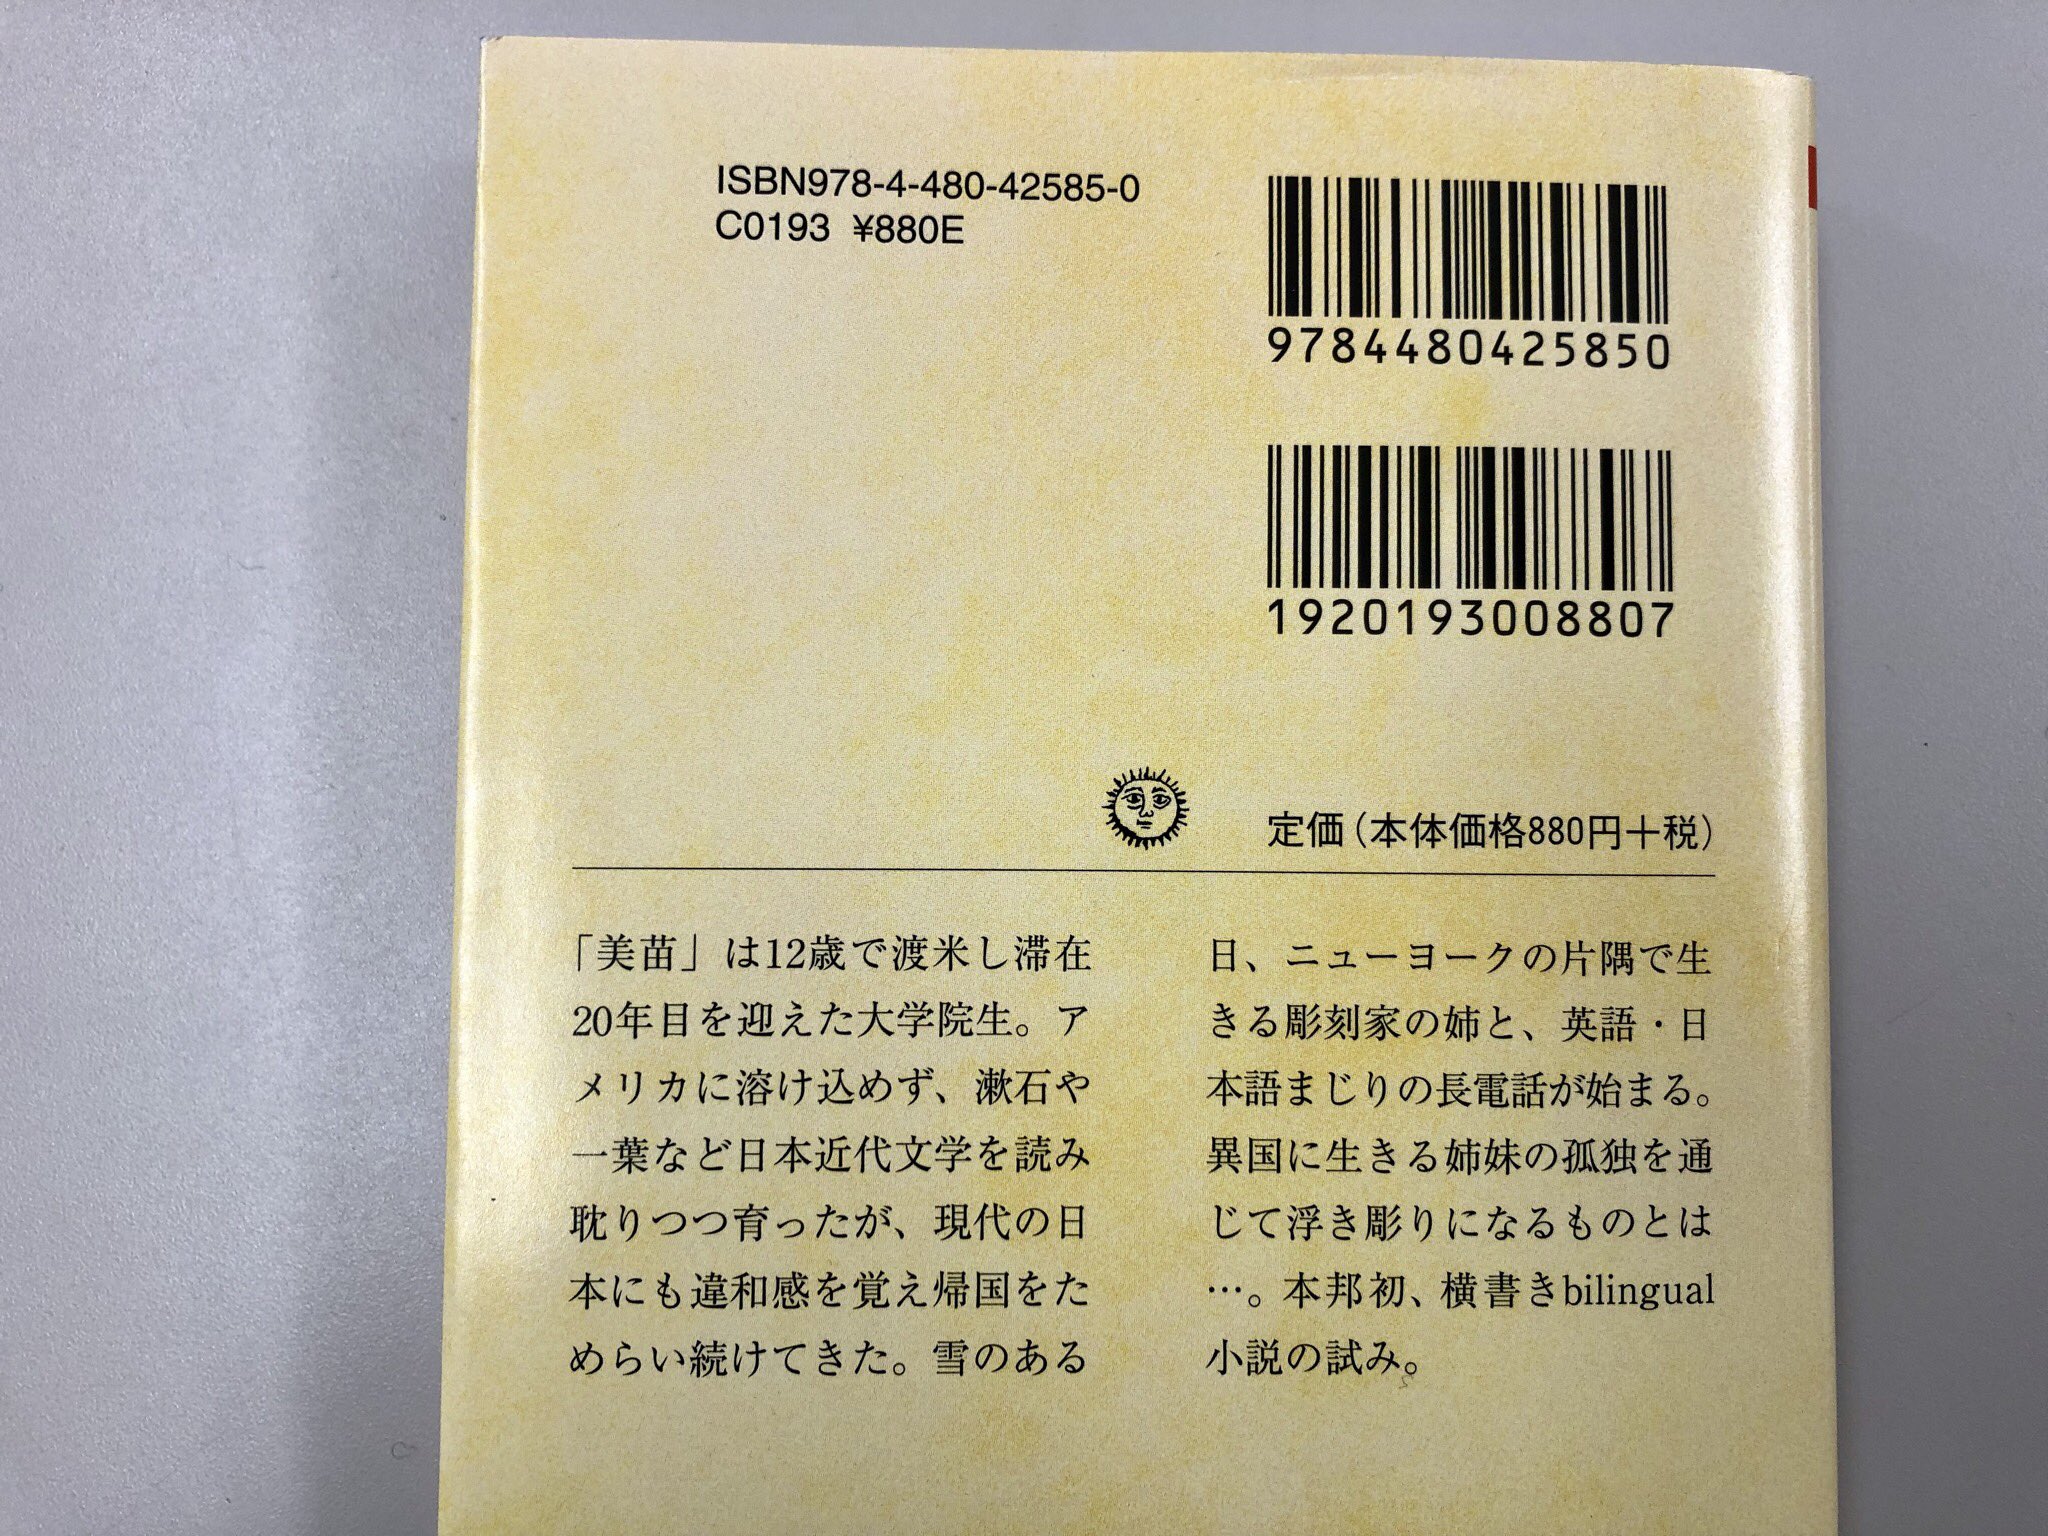 ISBN978-4-480-42585-0
C0193 ¥880E
9784480425850
1920193008807
定価(本体価格880円+税)
「美苗」は12歳で渡米し滞在
20年目を迎えた大学院生。ア
メリカに溶け込めず、漱石や
一葉など日本近代文学を読み
耽りつつ育ったが、現代の日
本にも違和感を覚え帰国をた
めらい続けてきた。雪のある
日、ニューヨークの片隅で生
きる彫刻家の姉と、英語・日
本語まじりの長電話が始まる。
異国に生きる姉妹の孤独を通
じて浮き彫りになるものとは
…。本邦初、横書きbilingual
小説の試み。